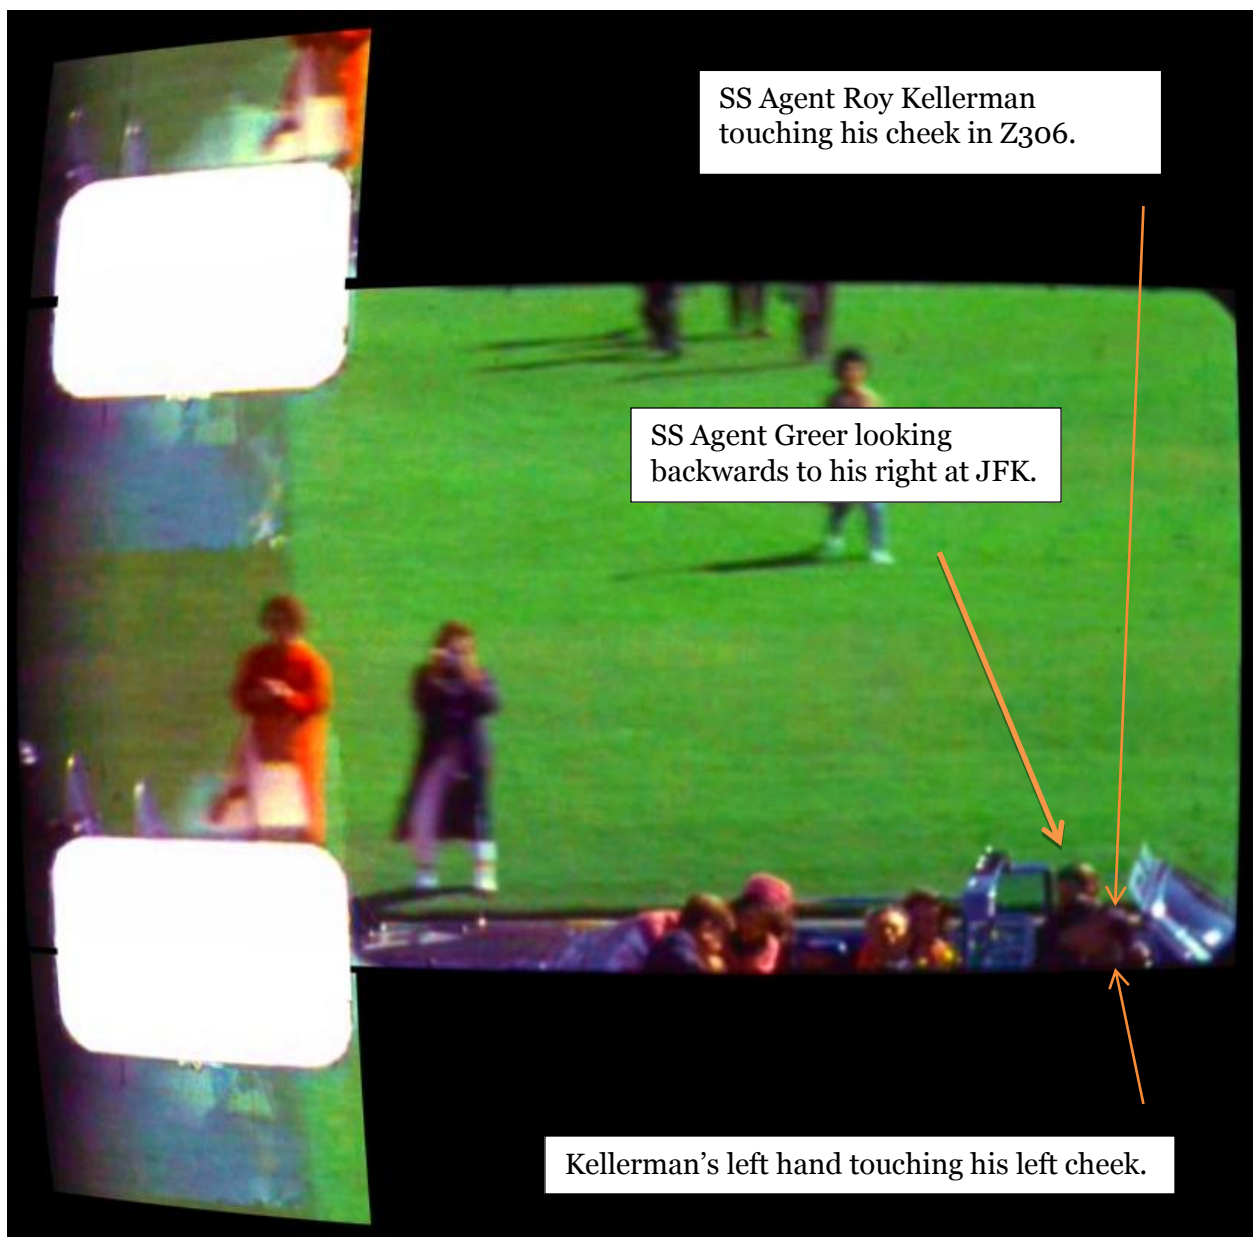 SS Agent Roy Kellerman
touching his cheek in Z306.
SS Agent Greer looking
backwards to his right at JFK.
Kellerman's left hand touching his left cheek.